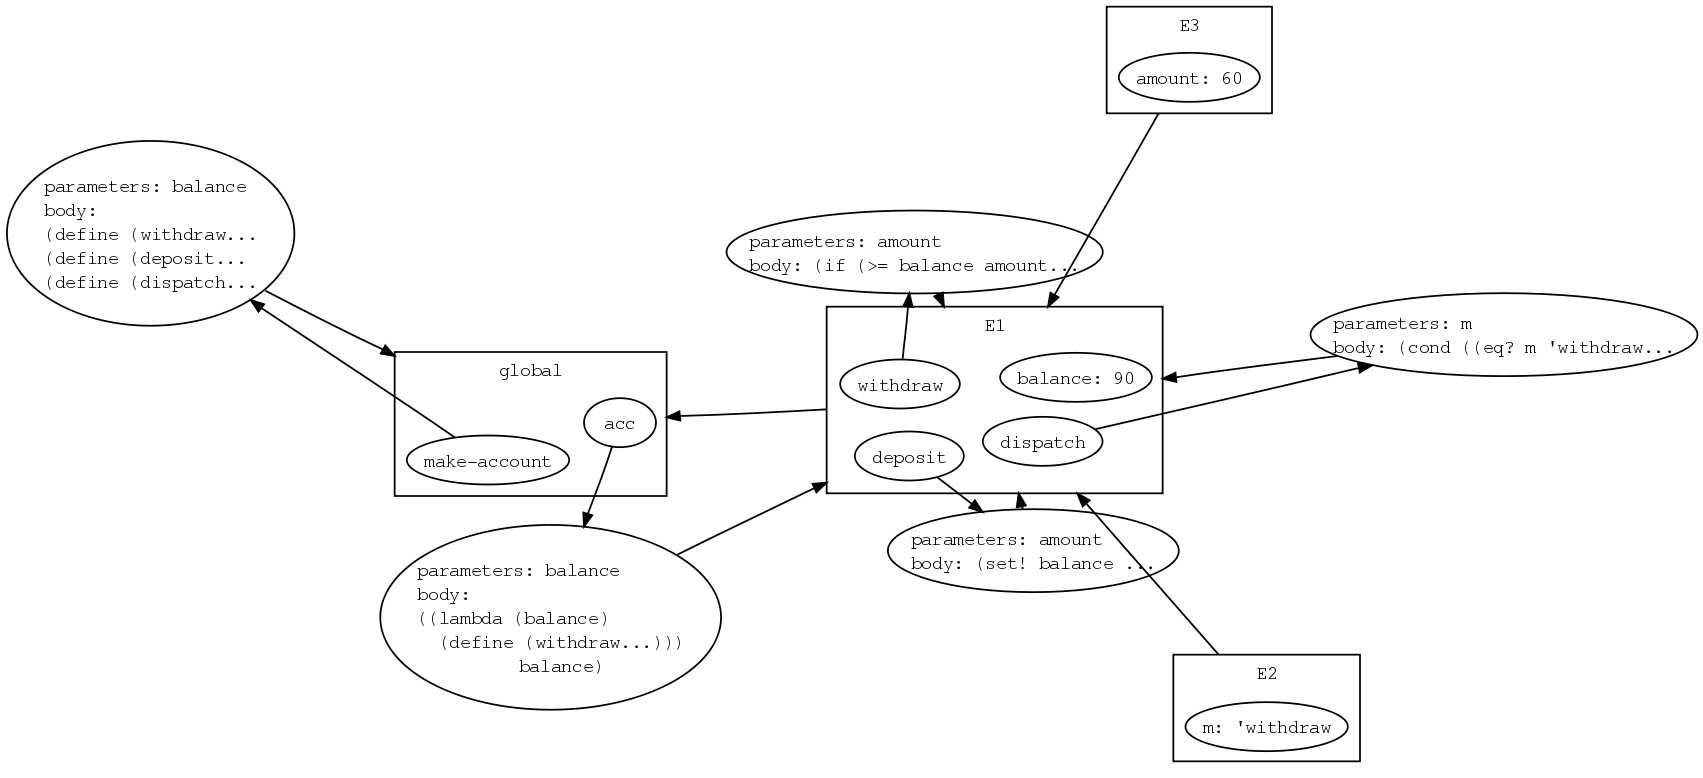 E3
amount: 60
parameters: balance
body:
(define (withdraw...
(define (deposit...
(define (dispatch...
parameters: amount
body: (if (>= balance amount...
parameters: m
body: (cond ((eq? m 'withdraw...
global
acc
make-account
E1
withdraw
balance: 90
dispatch
deposit
parameters: amount
body: (set! balance ...
parameters: balance
body:
((lambda (balance)
(define (withdraw...)))
balance)
E2
m: 'withdraw